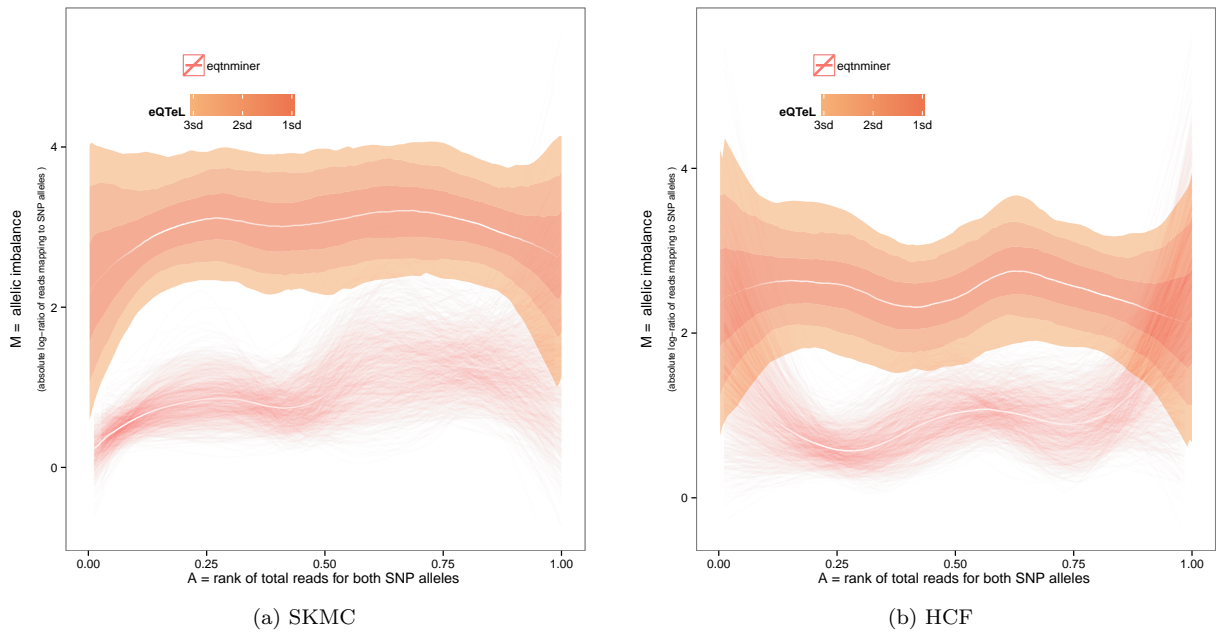 M = allelic imbalance
(absolute log−ratio of reads mapping to SNP alleles )
4
2
0
eqtnminer
eQTeL
3sd 2sd 1sd
0.00 0.25 0.50 0.75 1.00
A = rank of total reads for both SNP alleles
(a) SKMC
M = allelic imbalance
(absolute log−ratio of reads mapping to SNP alleles )
4
2
0
eqtnminer
eQTeL
3sd 2sd 1sd
0.00 0.25 0.50 0.75 1.00
A = rank of total reads for both SNP alleles
(b) HCF